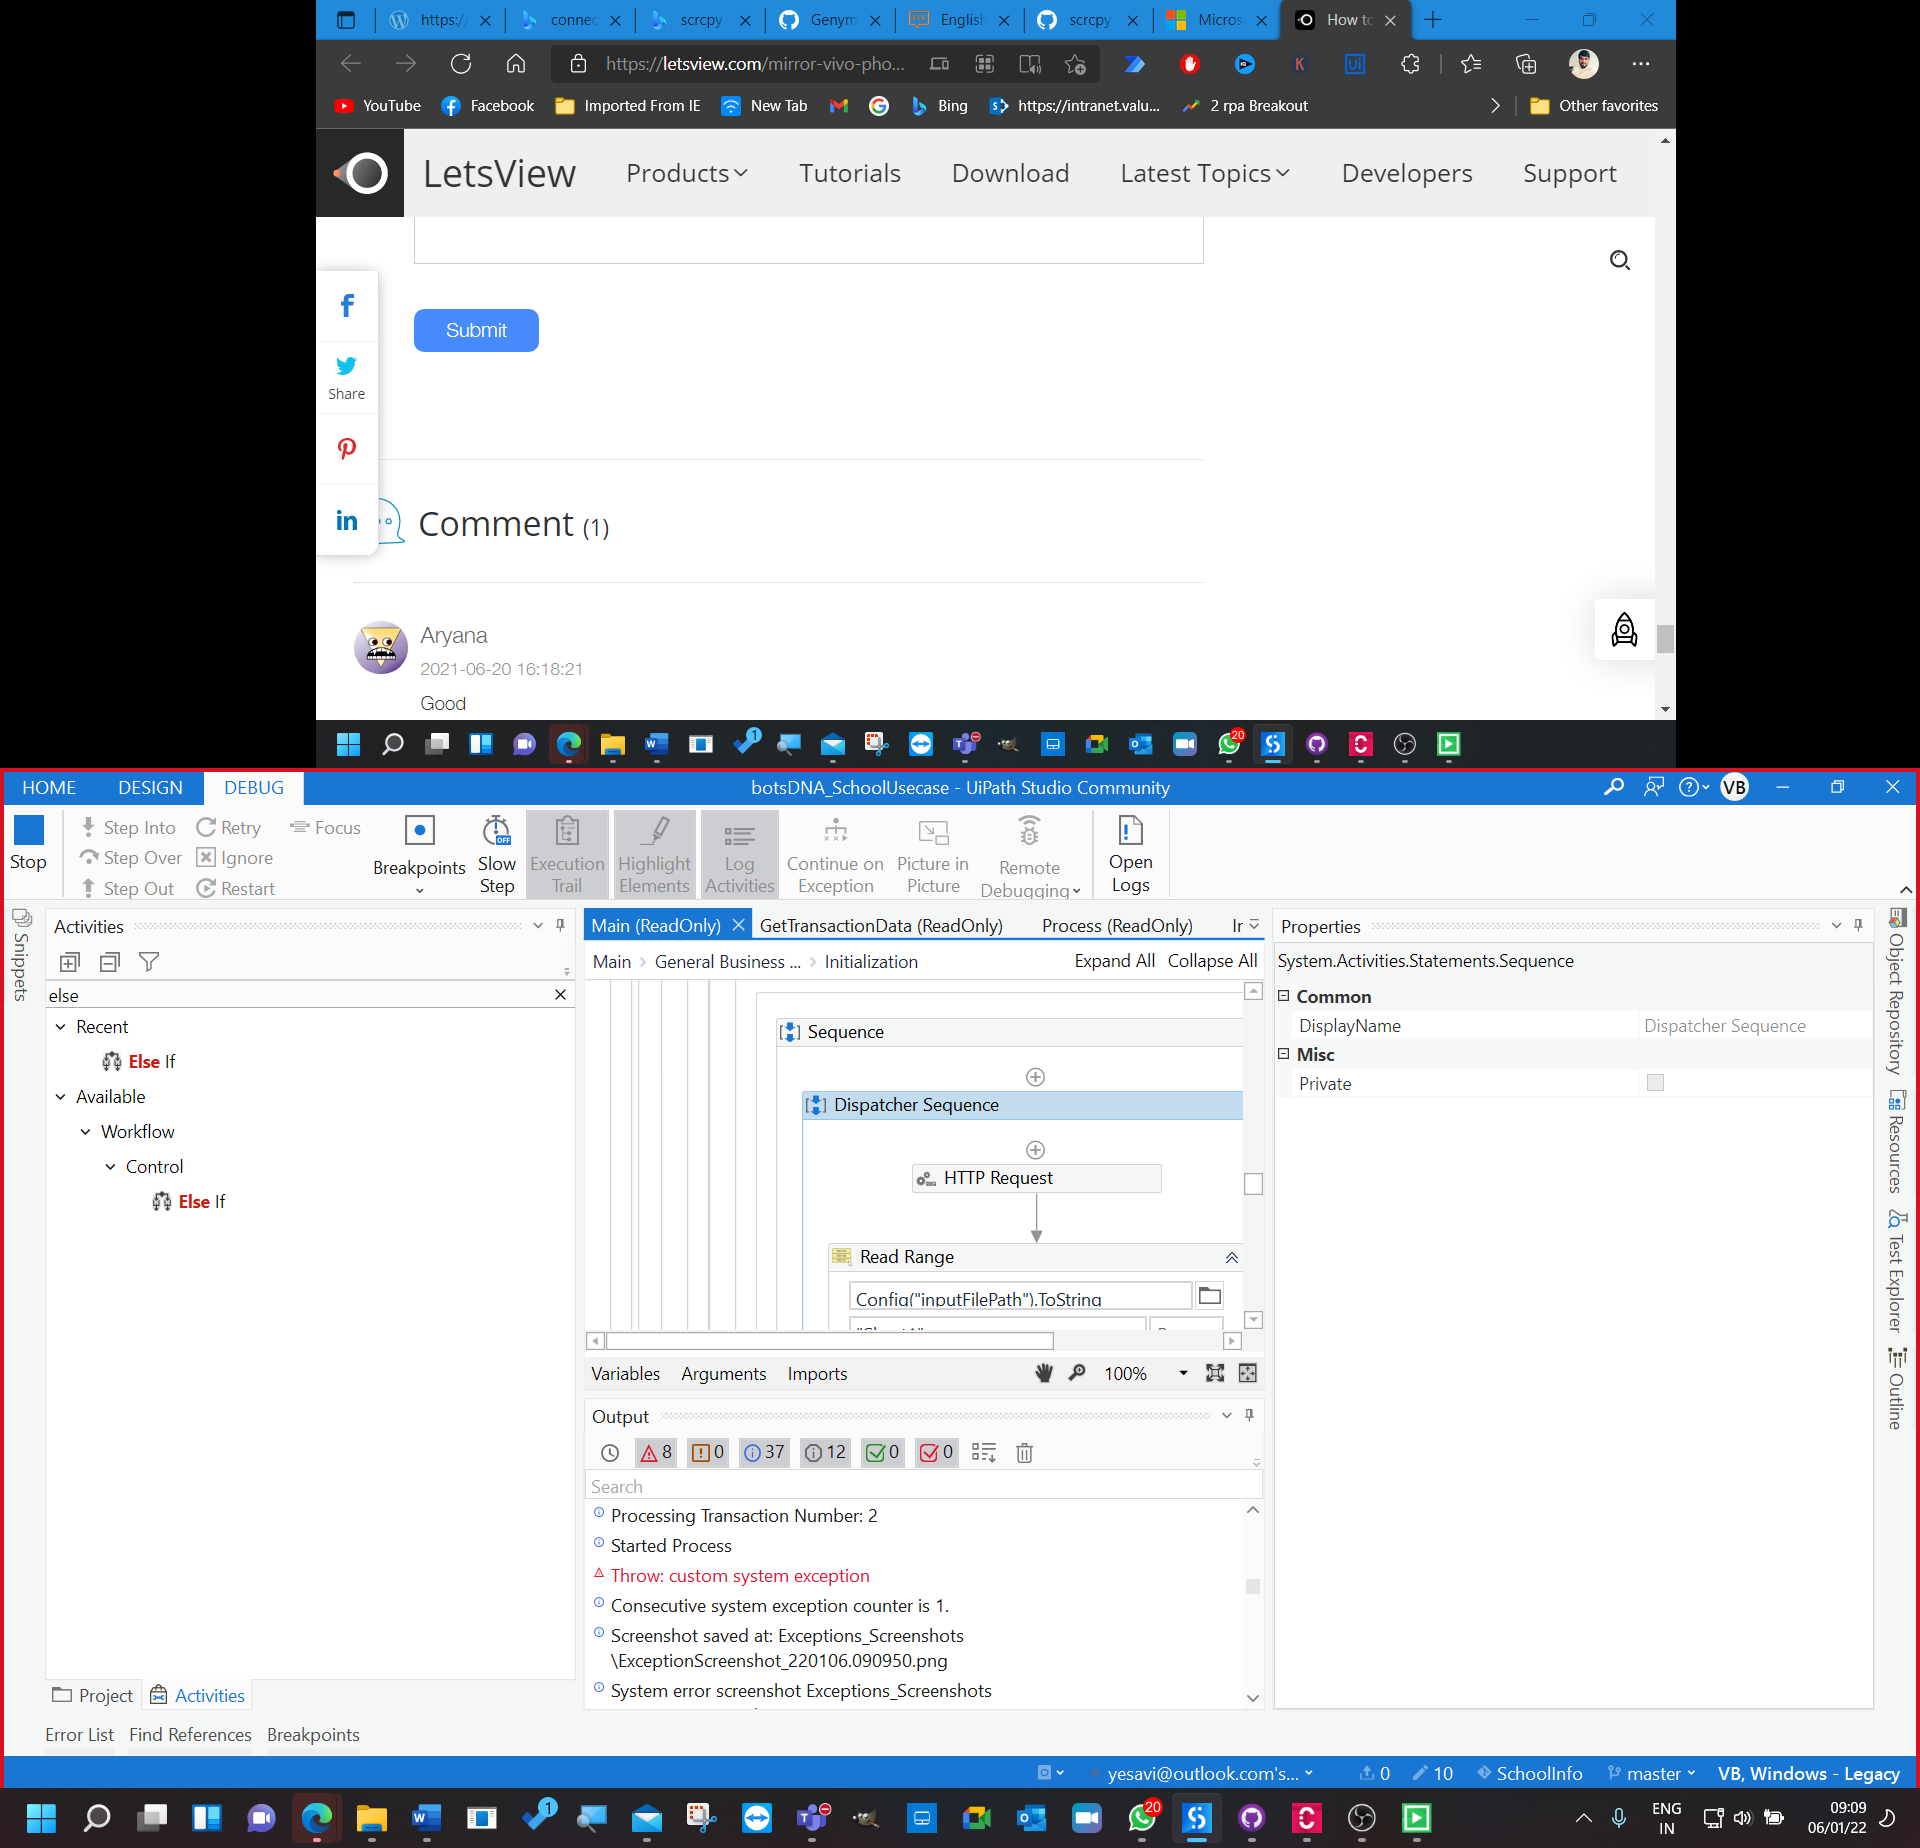 https:/
connec
scrcpy
Genym
English
scrcpy
Micros
How to
https://letsview.com/mirror-vivo-pho...
YouTube
Facebook
Imported From IE
New Tab
Bing
https://intranet.valu...
2 rpa Breakout
Other favorites
LetsView
Products
Tutorials
Download
Latest Topics
Developers
Support
Submit
Share
Comment (1)
Aryana
2021-06-20 16:18:21
Good
1
20
HOME
DESIGN
DEBUG
botsDNA_SchoolUsecase - UiPath Studio Community
VB
Stop
Step Into
Step Over
Step Out
Retry
Ignore
Restart
Focus
Breakpoints
Slow
Step
Execution
Trail
Highlight
Elements
Log
Activities
Continue on
Exception
Picture in
Picture
Remote
Debugging
Open
Logs
Snippets
Activities
else
Recent
Else If
Available
Workflow
Control
Else If
Project
Activities
Error List
Find References
Breakpoints
Main (ReadOnly)
GetTransactionData (ReadOnly)
Process (ReadOnly)
Ir
Main > General Business ... > Initialization
Expand All
Collapse All
Sequence
Dispatcher Sequence
HTTP Request
Read Range
Config("inputFilePath").ToString
Variables
Arguments
Imports
100%
Output
8
0
37
12
0
0
Search
Processing Transaction Number: 2
Started Process
Throw: custom system exception
Consecutive system exception counter is 1.
Screenshot saved at: Exceptions_Screenshots
\ExceptionScreenshot_220106.090950.png
System error screenshot Exceptions_Screenshots
Properties
System.Activities.Statements.Sequence
Common
DisplayName
Dispatcher Sequence
Misc
Private
Object Repository
Resources
Test Explorer
Outline
yesavi@outlook.com's...
0
10
SchoolInfo
master
VB, Windows - Legacy
1
20
ENG
IN
09:09
06/01/22